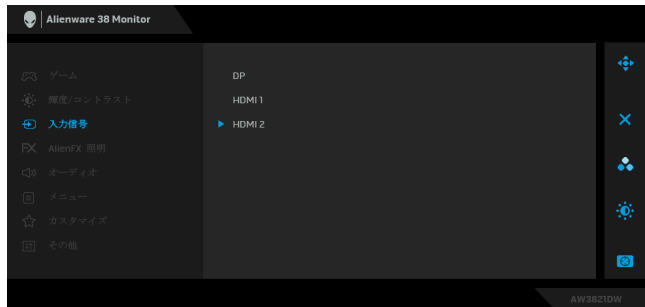 Alienware 38 Monitor
ゲーム
輝度/コントラスト
入力信号
AlienFX 照明
オーディオ
メニュー
カスタマイズ
その他
DP
HDMI 1
HDMI 2
AW3821DW